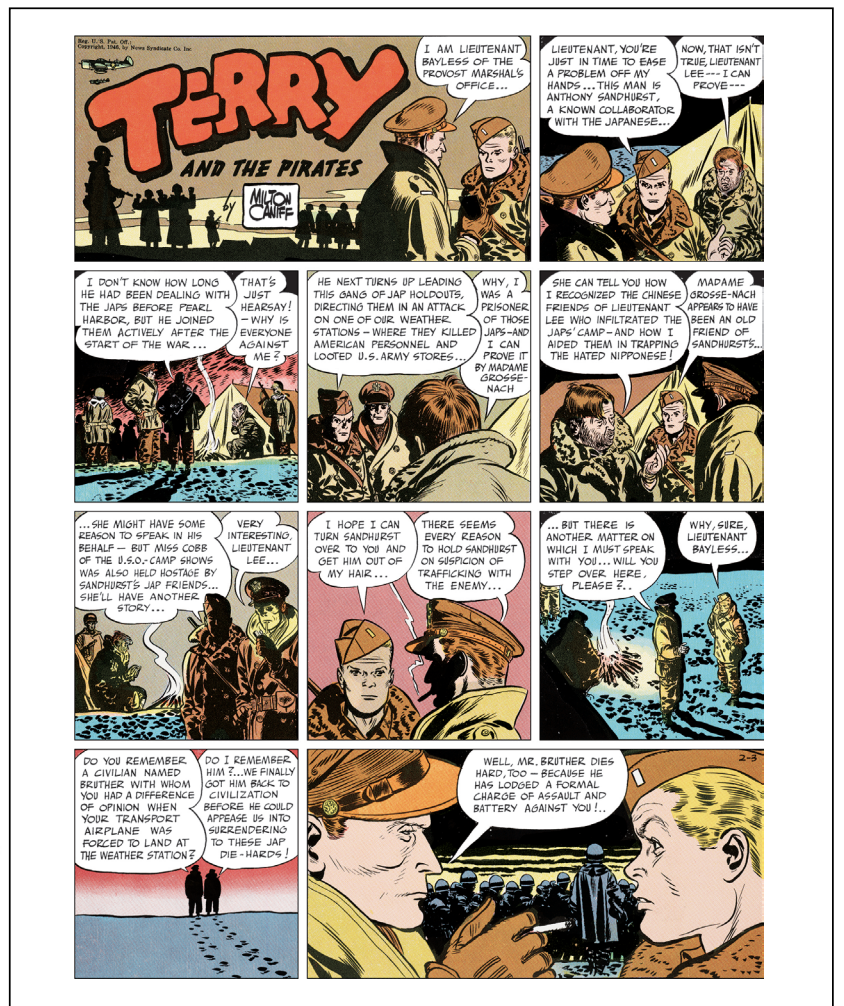 Reg. U. S. Pat. Off.:
Copyright, 1946, by News Syndicate Co. Inc
TERRY
AND THE PIRATES
by
MILTON
CANIFF
I AM LIEUTENANT
BAYLESS OF THE
PROVOST MARSHAL'S
OFFICE...
LIEUTENANT, YOU'RE
JUST IN TIME TO EASE
A PROBLEM OFF MY
HANDS... THIS MAN IS
ANTHONY SANDHURST,
A KNOWN COLLABORATOR
WITH THE JAPANESE...
NOW, THAT ISN'T
TRUE, LIEUTENANT
LEE--- I CAN
PROVE---
I DON'T KNOW HOW LONG
HE HAD BEEN DEALING WITH
THE JAPS BEFORE PEARL
HARBOR, BUT HE JOINED
THEM ACTIVELY AFTER THE
START OF THE WAR...
THAT'S
JUST
HEARSAY!
– WHY IS
EVERYONE
AGAINST
ME?
HE NEXT TURNS UP LEADING
THIS GANG OF JAP HOLDOUTS,
DIRECTING THEM IN AN ATTACK
ON ONE OF OUR WEATHER
STATIONS – WHERE THEY KILLED
AMERICAN PERSONNEL AND
LOOTED U.S. ARMY STORES...
WHY, I
WAS A
PRISONER
OF THOSE
JAPS–AND
I CAN
PROVE IT
BY MADAME
GROSSE-
NACH
SHE CAN TELL YOU HOW
I RECOGNIZED THE CHINESE
FRIENDS OF LIEUTENANT
LEE WHO INFILTRATED THE
JAPS' CAMP – AND HOW I
AIDED THEM IN TRAPPING
THE HATED NIPPONESE!
MADAME
GROSSE-NACH
APPEARS TO HAVE
BEEN AN OLD
FRIEND OF
SANDHURST'S...
...SHE MIGHT HAVE SOME
REASON TO SPEAK IN HIS
BEHALF – BUT MISS COBB
OF THE U.S.O.-CAMP SHOWS
WAS ALSO HELD HOSTAGE BY
SANDHURST'S JAP FRIENDS...
SHE'LL HAVE ANOTHER
STORY...
VERY
INTERESTING,
LIEUTENANT
LEE...
I HOPE I CAN
TURN SANDHURST
OVER TO YOU AND
GET HIM OUT OF
MY HAIR...
THERE SEEMS
EVERY REASON
TO HOLD SANDHURST
ON SUSPICION OF
TRAFFICKING WITH
THE ENEMY...
...BUT THERE IS
ANOTHER MATTER ON
WHICH I MUST SPEAK
WITH YOU... WILL YOU
STEP OVER HERE,
PLEASE?..
WHY, SURE,
LIEUTENANT
BAYLESS...
DO YOU REMEMBER
A CIVILIAN NAMED
BRUTHER WITH WHOM
YOU HAD A DIFFERENCE
OF OPINION WHEN
YOUR TRANSPORT
AIRPLANE WAS
FORCED TO LAND AT
THE WEATHER STATION?
DO I REMEMBER
HIM?...WE FINALLY
GOT HIM BACK TO
CIVILIZATION
BEFORE HE COULD
APPEASE US INTO
SURRENDERING
TO THESE JAP
DIE-HARDS!
WELL, MR. BRUTHER DIES
HARD, TOO – BECAUSE HE
HAS LODGED A FORMAL
CHARGE OF ASSAULT AND
BATTERY AGAINST YOU!..
2-3